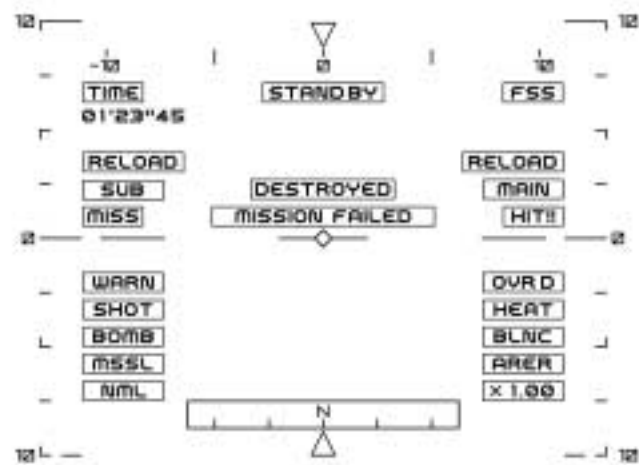 10 10
-10 0 10
TIME STANDBY FSS
01'23"45
RELOAD RELOAD
SUB DESTROYED MAIN
MISS MISSION FAILED HIT!!
0 0
WARN OVRD
SHOT HEAT
BOMB BLNC
MSSL ARER
NML × 1.00
N
10 10